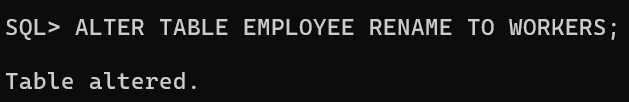 SQL> ALTER TABLE EMPLOYEE RENAME TO WORKERS;
Table altered.